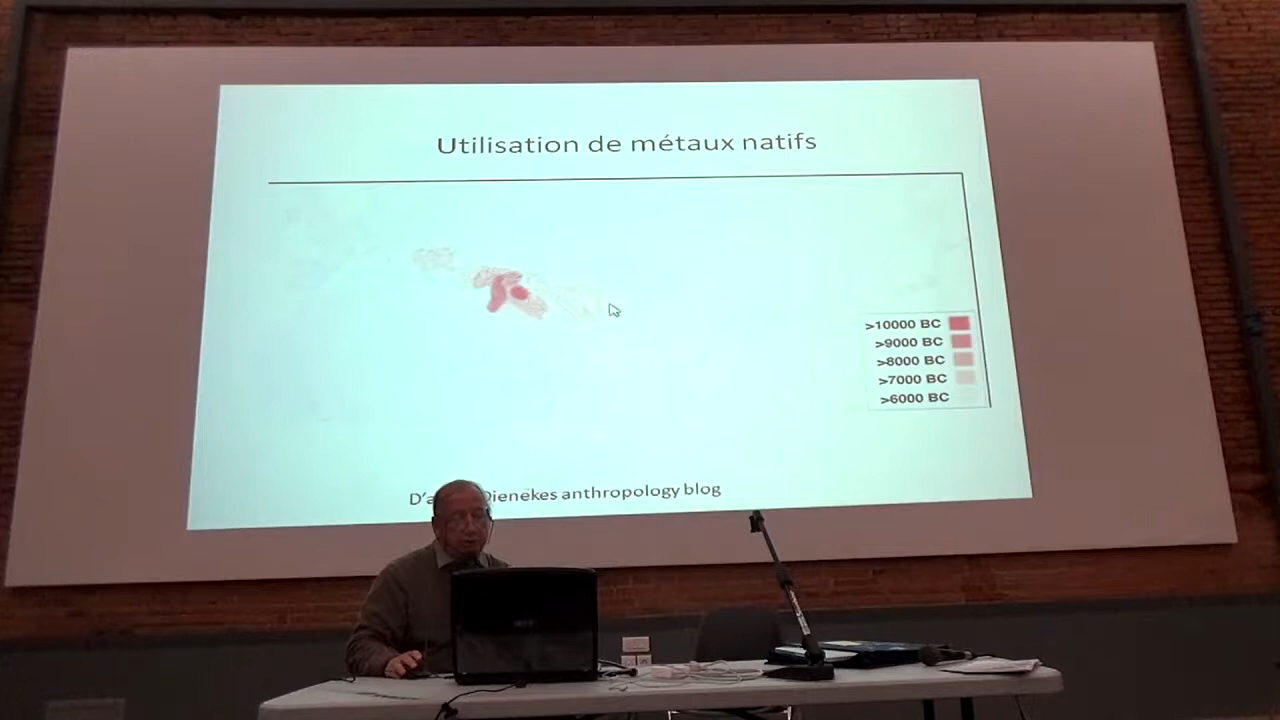 Utilisation de métaux natifs
>10000 BC
>9000 BC
>8000 BC
>7000 BC
>6000 BC
Dienekes anthropology blog